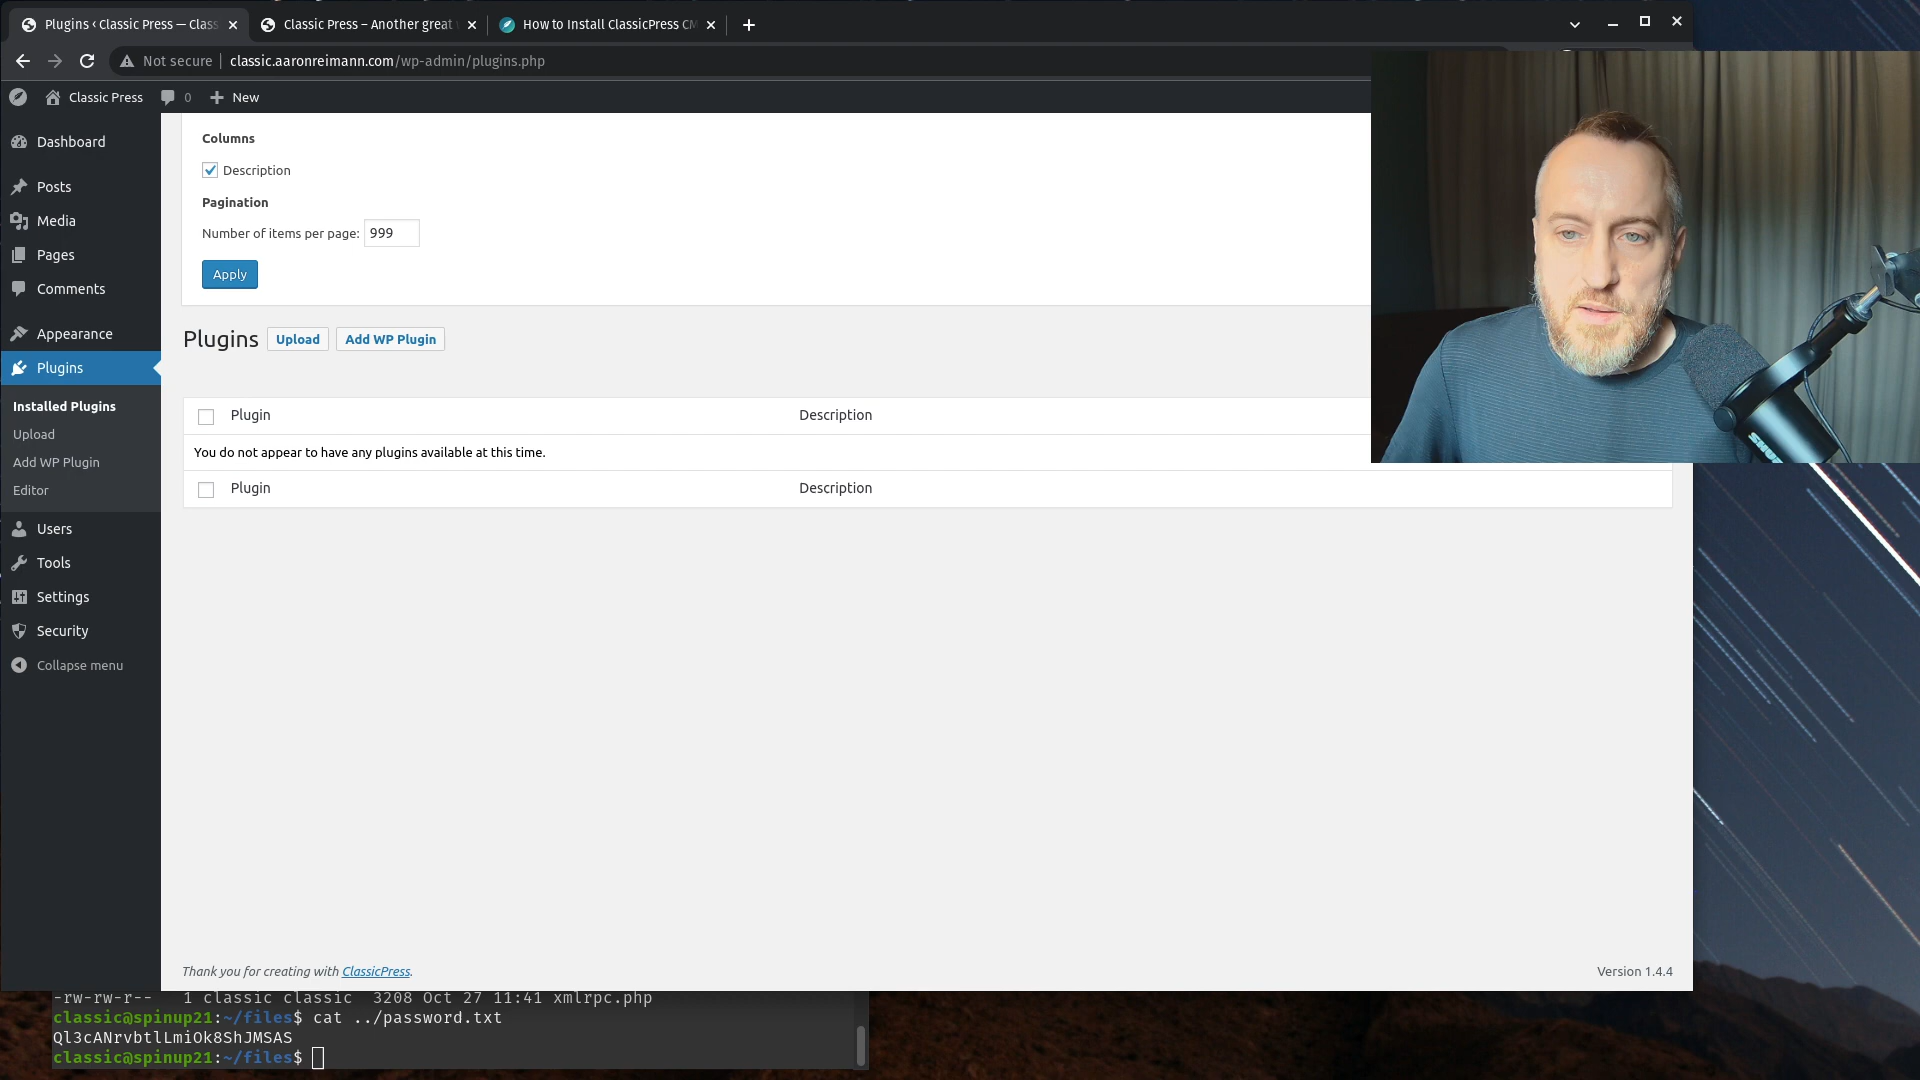 Plugins ‹ Classic Press — Class
Classic Press – Another great
How to Install ClassicPress CM
Not secure
classic.aaronreimann.com/wp-admin/plugins.php
Classic Press
0
New
Dashboard
Posts
Media
Pages
Comments
Appearance
Plugins
Installed Plugins
Upload
Add WP Plugin
Editor
Users
Tools
Settings
Security
Collapse menu
Columns
Description
Pagination
Number of items per page: 999
Apply
Plugins Upload Add WP Plugin
Plugin Description
You do not appear to have any plugins available at this time.
Plugin Description
Thank you for creating with ClassicPress.
Version 1.4.4
SHURE
-rw-rw-r-- 1 classic classic 3208 Oct 27 11:41 xmlrpc.php
classic@spinup21:~/files$ cat ../password.txt
Ql3cANrvbtlLmiOk8ShJMSAS
classic@spinup21:~/files$